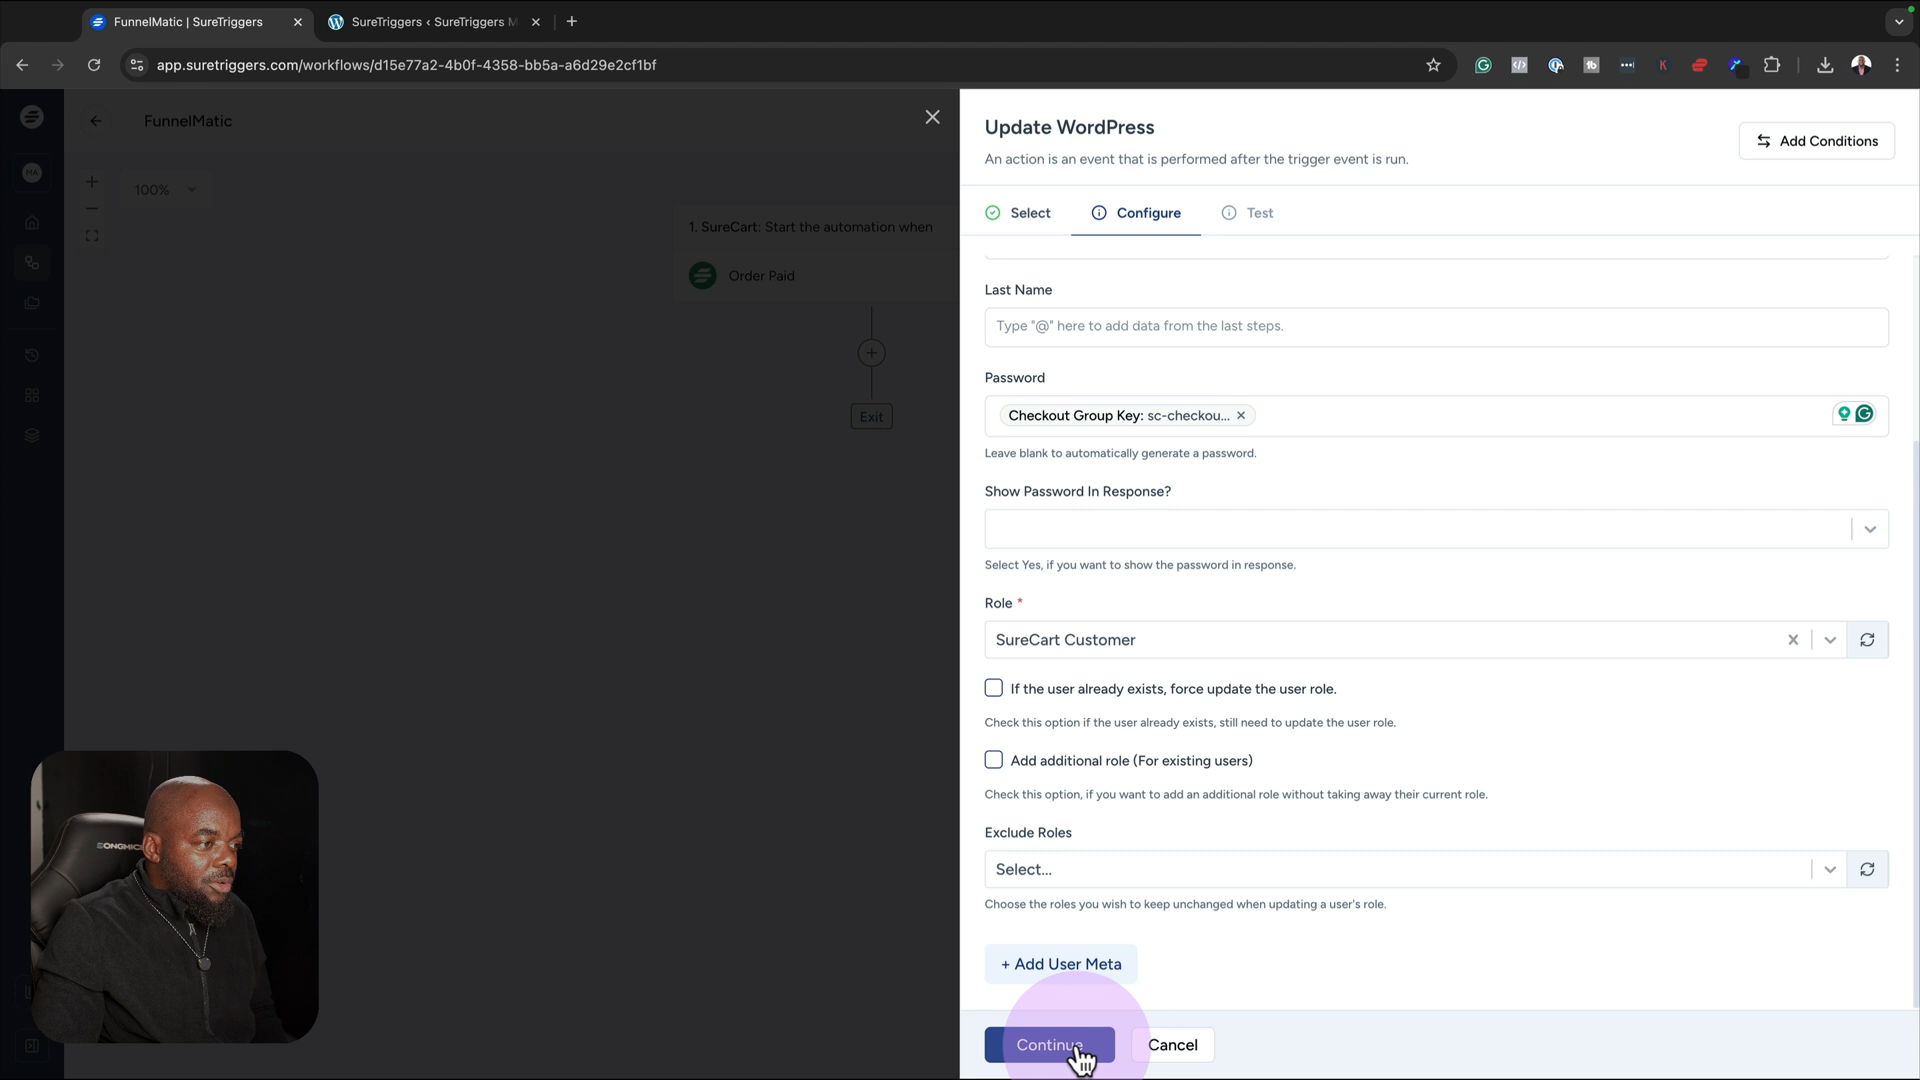 FunnelMatic | SureTriggers
SureTriggers ‹ SureTriggers M
app.suretriggers.com/workflows/d15e77a2-4b0f-4358-bb5a-a6d29e2cf1bf
MA
FunnelMatic
100%
1. SureCart: Start the automation when
Order Paid
Exit
Update WordPress
An action is an event that is performed after the trigger event is run.
Add Conditions
Select
Configure
Test
Last Name
Type "@" here to add data from the last steps.
Password
Checkout Group Key: sc-checkou...
Leave blank to automatically generate a password.
Show Password In Response?
Select Yes, if you want to show the password in response.
Role *
SureCart Customer
If the user already exists, force update the user role.
Check this option if the user already exists, still need to update the user role.
Add additional role (For existing users)
Check this option, if you want to add an additional role without taking away their current role.
Exclude Roles
Select...
Choose the roles you wish to keep unchanged when updating a user's role.
+ Add User Meta
Continue
Cancel